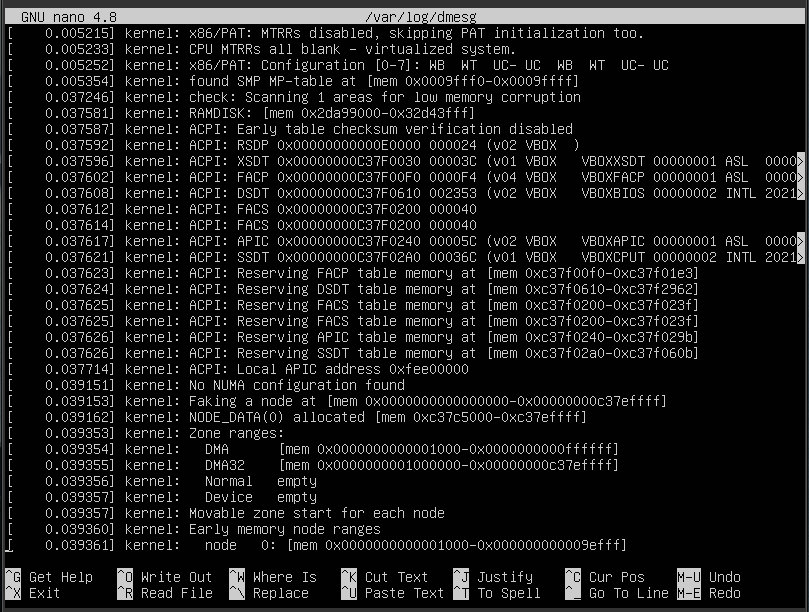 GNU nano 4.8 /var/log/dmesg
[    0.005215] kernel: x86/PAT: MTRRs disabled, skipping PAT initialization too.
[    0.005233] kernel: CPU MTRRs all blank - virtualized system.
[    0.005252] kernel: x86/PAT: Configuration [0-7]: WB  WT  UC- UC  WB  WT  UC- UC
[    0.005354] kernel: found SMP MP-table at [mem 0x0009fff0-0x0009ffff]
[    0.037246] kernel: check: Scanning 1 areas for low memory corruption
[    0.037581] kernel: RAMDISK: [mem 0x2da99000-0x32d43fff]
[    0.037587] kernel: ACPI: Early table checksum verification disabled
[    0.037592] kernel: ACPI: RSDP 0x00000000000E0000 000024 (v02 VBOX  )
[    0.037596] kernel: ACPI: XSDT 0x00000000C37F0030 00003C (v01 VBOX   VBOXXSDT 00000001 ASL  0000>
[    0.037602] kernel: ACPI: FACP 0x00000000C37F00F0 0000F4 (v04 VBOX   VBOXFACP 00000001 ASL  0000>
[    0.037608] kernel: ACPI: DSDT 0x00000000C37F0610 002353 (v02 VBOX   VBOXBIOS 00000002 INTL 2021>
[    0.037612] kernel: ACPI: FACS 0x00000000C37F0200 000040
[    0.037614] kernel: ACPI: FACS 0x00000000C37F0200 000040
[    0.037617] kernel: ACPI: APIC 0x00000000C37F0240 00005C (v02 VBOX   VBOXAPIC 00000001 ASL  0000>
[    0.037621] kernel: ACPI: SSDT 0x00000000C37F02A0 00036C (v01 VBOX   VBOXCPUT 00000002 INTL 2021>
[    0.037623] kernel: ACPI: Reserving FACP table memory at [mem 0xc37f00f0-0xc37f01e3]
[    0.037624] kernel: ACPI: Reserving DSDT table memory at [mem 0xc37f0610-0xc37f2962]
[    0.037625] kernel: ACPI: Reserving FACS table memory at [mem 0xc37f0200-0xc37f023f]
[    0.037625] kernel: ACPI: Reserving FACS table memory at [mem 0xc37f0200-0xc37f023f]
[    0.037626] kernel: ACPI: Reserving APIC table memory at [mem 0xc37f0240-0xc37f029b]
[    0.037626] kernel: ACPI: Reserving SSDT table memory at [mem 0xc37f02a0-0xc37f060b]
[    0.037714] kernel: ACPI: Local APIC address 0xfee00000
[    0.039151] kernel: No NUMA configuration found
[    0.039153] kernel: Faking a node at [mem 0x0000000000000000-0x00000000c37effff]
[    0.039162] kernel: NODE_DATA(0) allocated [mem 0xc37c5000-0xc37effff]
[    0.039353] kernel: Zone ranges:
[    0.039354] kernel:   DMA      [mem 0x0000000000001000-0x0000000000ffffff]
[    0.039355] kernel:   DMA32    [mem 0x0000000001000000-0x00000000c37effff]
[    0.039356] kernel:   Normal   empty
[    0.039357] kernel:   Device   empty
[    0.039357] kernel: Movable zone start for each node
[    0.039360] kernel: Early memory node ranges
[    0.039361] kernel:   node   0: [mem 0x0000000000001000-0x000000000009efff]
^G Get Help  ^O Write Out  ^W Where Is  ^K Cut Text  ^J Justify  ^C Cur Pos  M-U Undo
^X Exit  ^R Read File  ^\ Replace  ^U Paste Text  ^T To Spell  ^_ Go To Line  M-E Redo